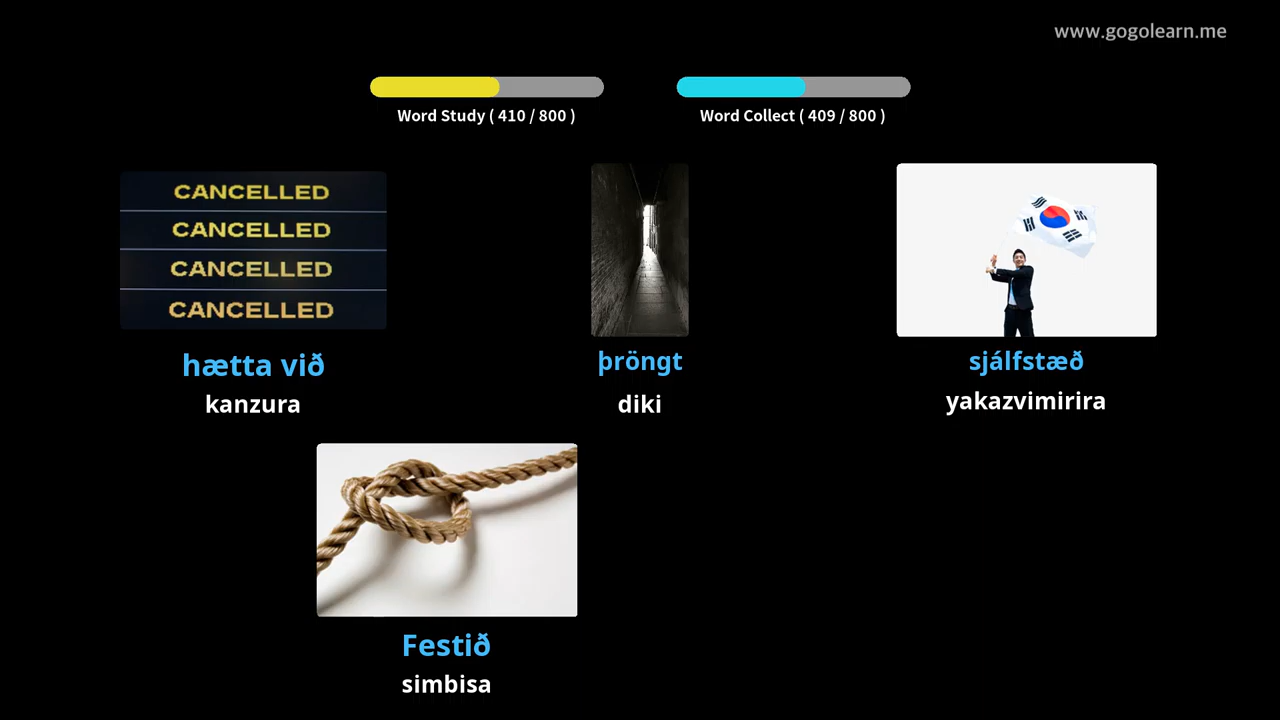 www.gogolearn.me
Word Study ( 410 / 800 )
Word Collect ( 409 / 800 )
CANCELLED
CANCELLED
CANCELLED
CANCELLED
hætta við
kanzura
þröngt
diki
sjálfstæð
yakazvimirira
Festið
simbisa